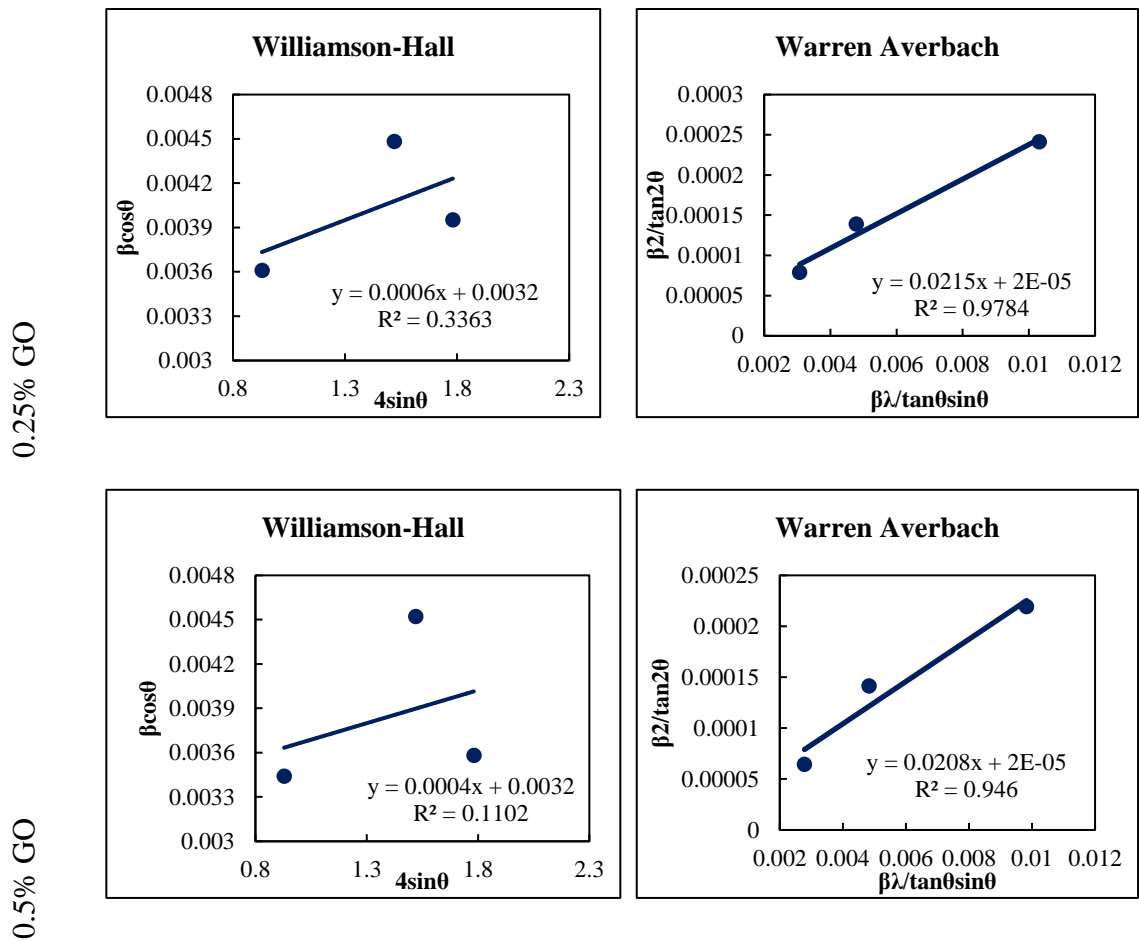 0.25% GO
Williamson-Hall
0.0048
0.0045
0.0042
0.0039
0.0036
0.0033
0.003
βcosθ
y = 0.0006x + 0.0032
R² = 0.3363
0.8 1.3 1.8 2.3
4sinθ
Warren Averbach
0.0003
0.00025
0.0002
0.00015
0.0001
0.00005
0
β2/tan2θ
y = 0.0215x + 2E-05
R² = 0.9784
0.002 0.004 0.006 0.008 0.01 0.012
βλ/tanθsinθ
0.5% GO
Williamson-Hall
0.0048
0.0045
0.0042
0.0039
0.0036
0.0033
0.003
βcosθ
y = 0.0004x + 0.0032
R² = 0.1102
0.8 1.3 1.8 2.3
4sinθ
Warren Averbach
0.00025
0.0002
0.00015
0.0001
0.00005
0
β2/tan2θ
y = 0.0208x + 2E-05
R² = 0.946
0.002 0.004 0.006 0.008 0.01 0.012
βλ/tanθsinθ